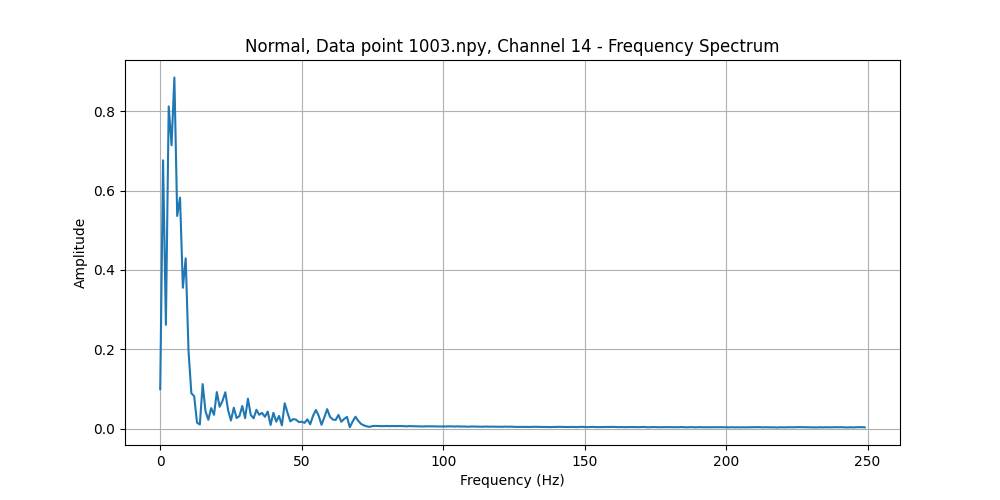 Normal, Data point 1003.npy, Channel 14 - Frequency Spectrum
Amplitude
0.8
0.6
0.4
0.2
0.0
0 50 100 150 200 250
Frequency (Hz)